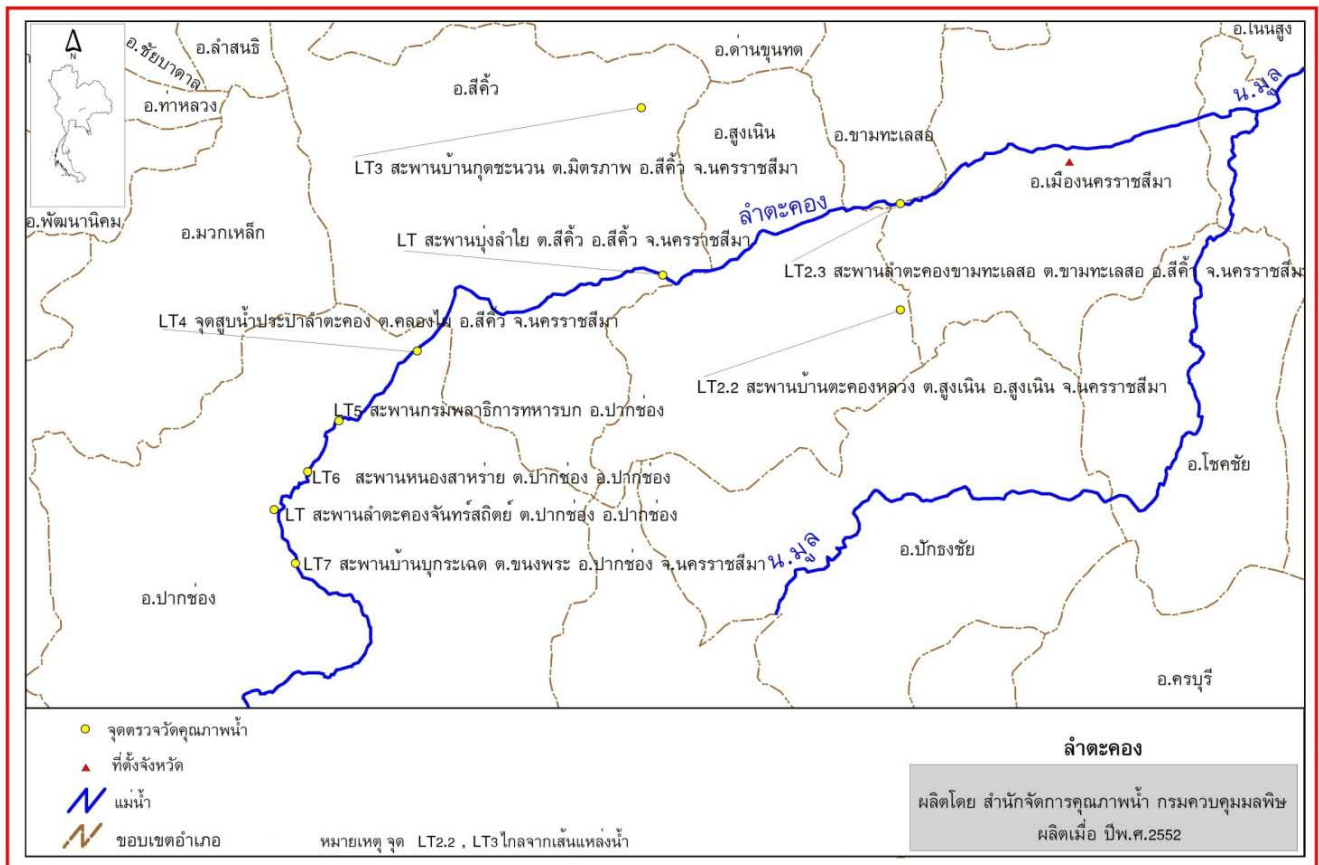 อ.โนนสูง
อ.ลำสนธิ
อ.ด่านขุนทด
อ.ชัยบาดาล
N
อ.สีคิ้ว
น.มูล
อ.ท่าหลวง
อ.สูงเนิน
อ.ขามทะเลสอ
LT3 สะพานบ้านกุดชะนวน ต.มิตรภาพ อ.สีคิ้ว จ.นครราชสีมา
อ.เมืองนครราชสีมา
ลำตะคอง
อ.พัฒนานิคม
อ.มวกเหล็ก
LT สะพานบุ่งลำใย ต.สีคิ้ว อ.สีคิ้ว จ.นครราชสีมา
LT2.3 สะพานลำตะคองขามทะเลสอ ต.ขามทะเลสอ อ.สีคิ้ว จ.นครราชสีมา
LT4 จุดสูบน้ำประปาลำตะคอง ต.คลองไผ่ อ.สีคิ้ว จ.นครราชสีมา
LT2.2 สะพานบ้านตะคองหลวง ต.สูงเนิน อ.สูงเนิน จ.นครราชสีมา
LT5 สะพานกรมพลาธิการทหารบก อ.ปากช่อง
อ.โชคชัย
LT6 สะพานหนองสาหร่าย ต.ปากช่อง อ.ปากช่อง
LT สะพานลำตะคองจันทร์สถิตย์ ต.ปากช่อง อ.ปากช่อง
น.มูล
อ.ปักธงชัย
LT7 สะพานบ้านบุกระเฉด ต.ขนงพระ อ.ปากช่อง จ.นครราชสีมา
อ.ปากช่อง
อ.ครบุรี
จุดตรวจวัดคุณภาพน้ำ
ที่ตั้งจังหวัด
แม่น้ำ
ขอบเขตอำเภอ
หมายเหตุ จุด LT2.2 , LT3ไกลจากเส้นแหล่งน้ำ
ลำตะคอง
ผลิตโดย สำนักจัดการคุณภาพน้ำ กรมควบคุมมลพิษ
ผลิตเมื่อ ปีพ.ศ.2552